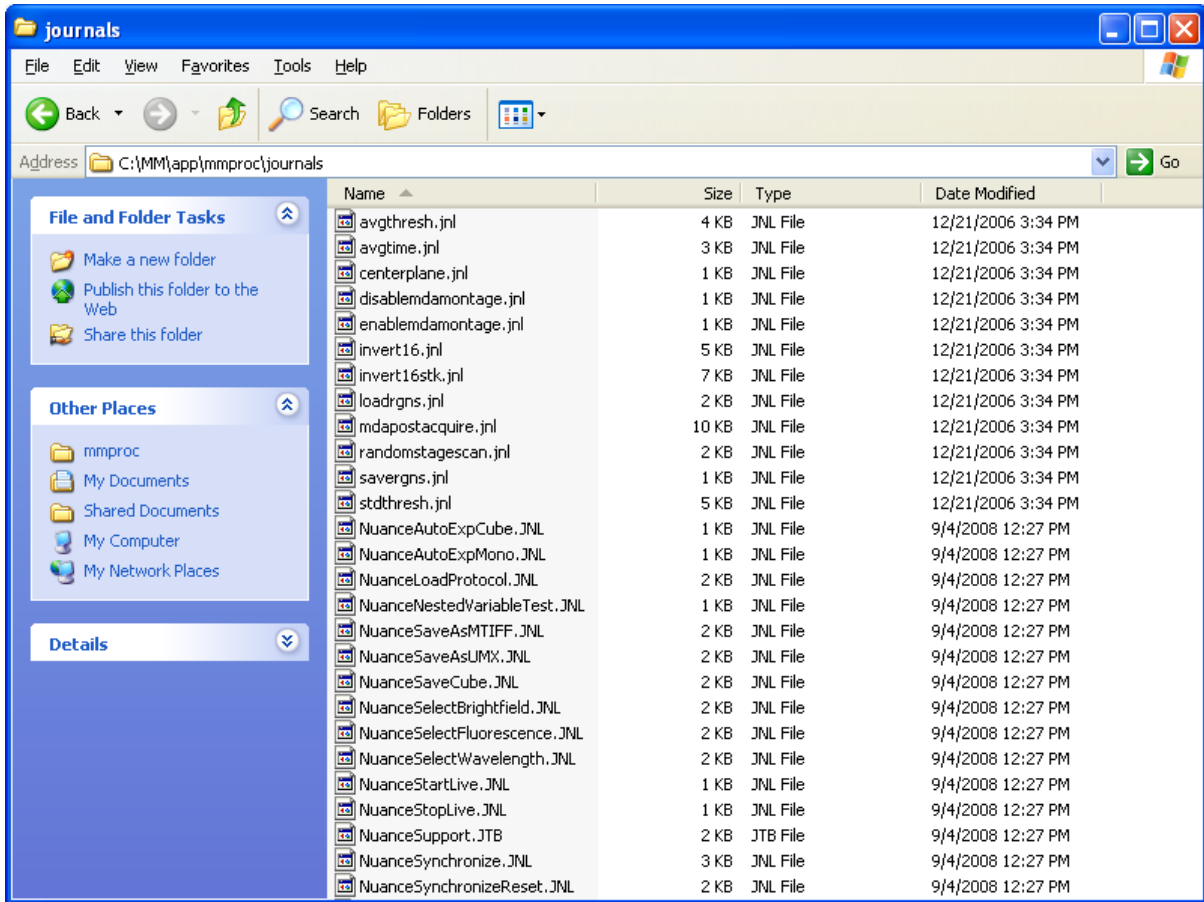 journals
File Edit View Favorites Tools Help
Back Search Folders
Address C:\MM\app\mmproc\journals Go
File and Folder Tasks
Make a new folder
Publish this folder to the
Web
Share this folder
Other Places
mmproc
My Documents
Shared Documents
My Computer
My Network Places
Details
Name Size Type Date Modified
avgthresh.jnl 4 KB JNL File 12/21/2006 3:34 PM
avgtime.jnl 3 KB JNL File 12/21/2006 3:34 PM
centerplane.jnl 1 KB JNL File 12/21/2006 3:34 PM
disablemdamontage.jnl 1 KB JNL File 12/21/2006 3:34 PM
enablemdamontage.jnl 1 KB JNL File 12/21/2006 3:34 PM
invert16.jnl 5 KB JNL File 12/21/2006 3:34 PM
invert16stk.jnl 7 KB JNL File 12/21/2006 3:34 PM
loadrgns.jnl 2 KB JNL File 12/21/2006 3:34 PM
mdapostacquire.jnl 10 KB JNL File 12/21/2006 3:34 PM
randomstagescan.jnl 2 KB JNL File 12/21/2006 3:34 PM
savergns.jnl 1 KB JNL File 12/21/2006 3:34 PM
stdthresh.jnl 5 KB JNL File 12/21/2006 3:34 PM
NuanceAutoExpCube.JNL 1 KB JNL File 9/4/2008 12:27 PM
NuanceAutoExpMono.JNL 1 KB JNL File 9/4/2008 12:27 PM
NuanceLoadProtocol.JNL 2 KB JNL File 9/4/2008 12:27 PM
NuanceNestedVariableTest.JNL 1 KB JNL File 9/4/2008 12:27 PM
NuanceSaveAsMTIFF.JNL 2 KB JNL File 9/4/2008 12:27 PM
NuanceSaveAsUMX.JNL 2 KB JNL File 9/4/2008 12:27 PM
NuanceSaveCube.JNL 2 KB JNL File 9/4/2008 12:27 PM
NuanceSelectBrightfield.JNL 2 KB JNL File 9/4/2008 12:27 PM
NuanceSelectFluorescence.JNL 2 KB JNL File 9/4/2008 12:27 PM
NuanceSelectWavelength.JNL 2 KB JNL File 9/4/2008 12:27 PM
NuanceStartLive.JNL 1 KB JNL File 9/4/2008 12:27 PM
NuanceStopLive.JNL 1 KB JNL File 9/4/2008 12:27 PM
NuanceSupport.JTB 2 KB JTB File 9/4/2008 12:27 PM
NuanceSynchronize.JNL 3 KB JNL File 9/4/2008 12:27 PM
NuanceSynchronizeReset.JNL 2 KB JNL File 9/4/2008 12:27 PM